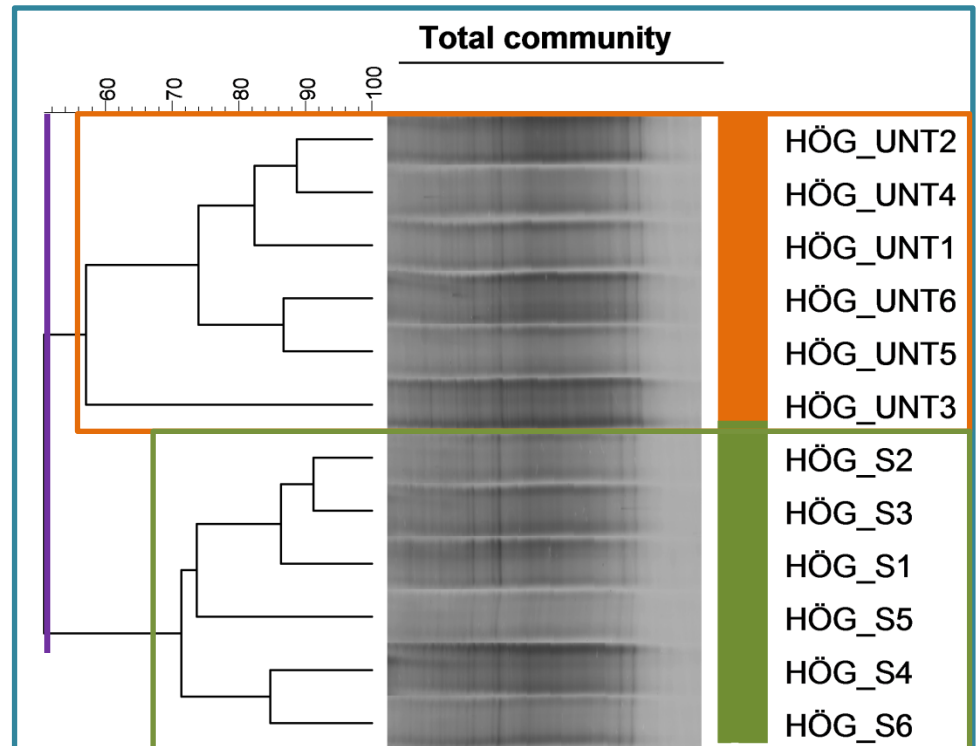 Total community
60 70 80 90 100
HÖG_UNT2
HÖG_UNT4
HÖG_UNT1
HÖG_UNT6
HÖG_UNT5
HÖG_UNT3
HÖG_S2
HÖG_S3
HÖG_S1
HÖG_S5
HÖG_S4
HÖG_S6